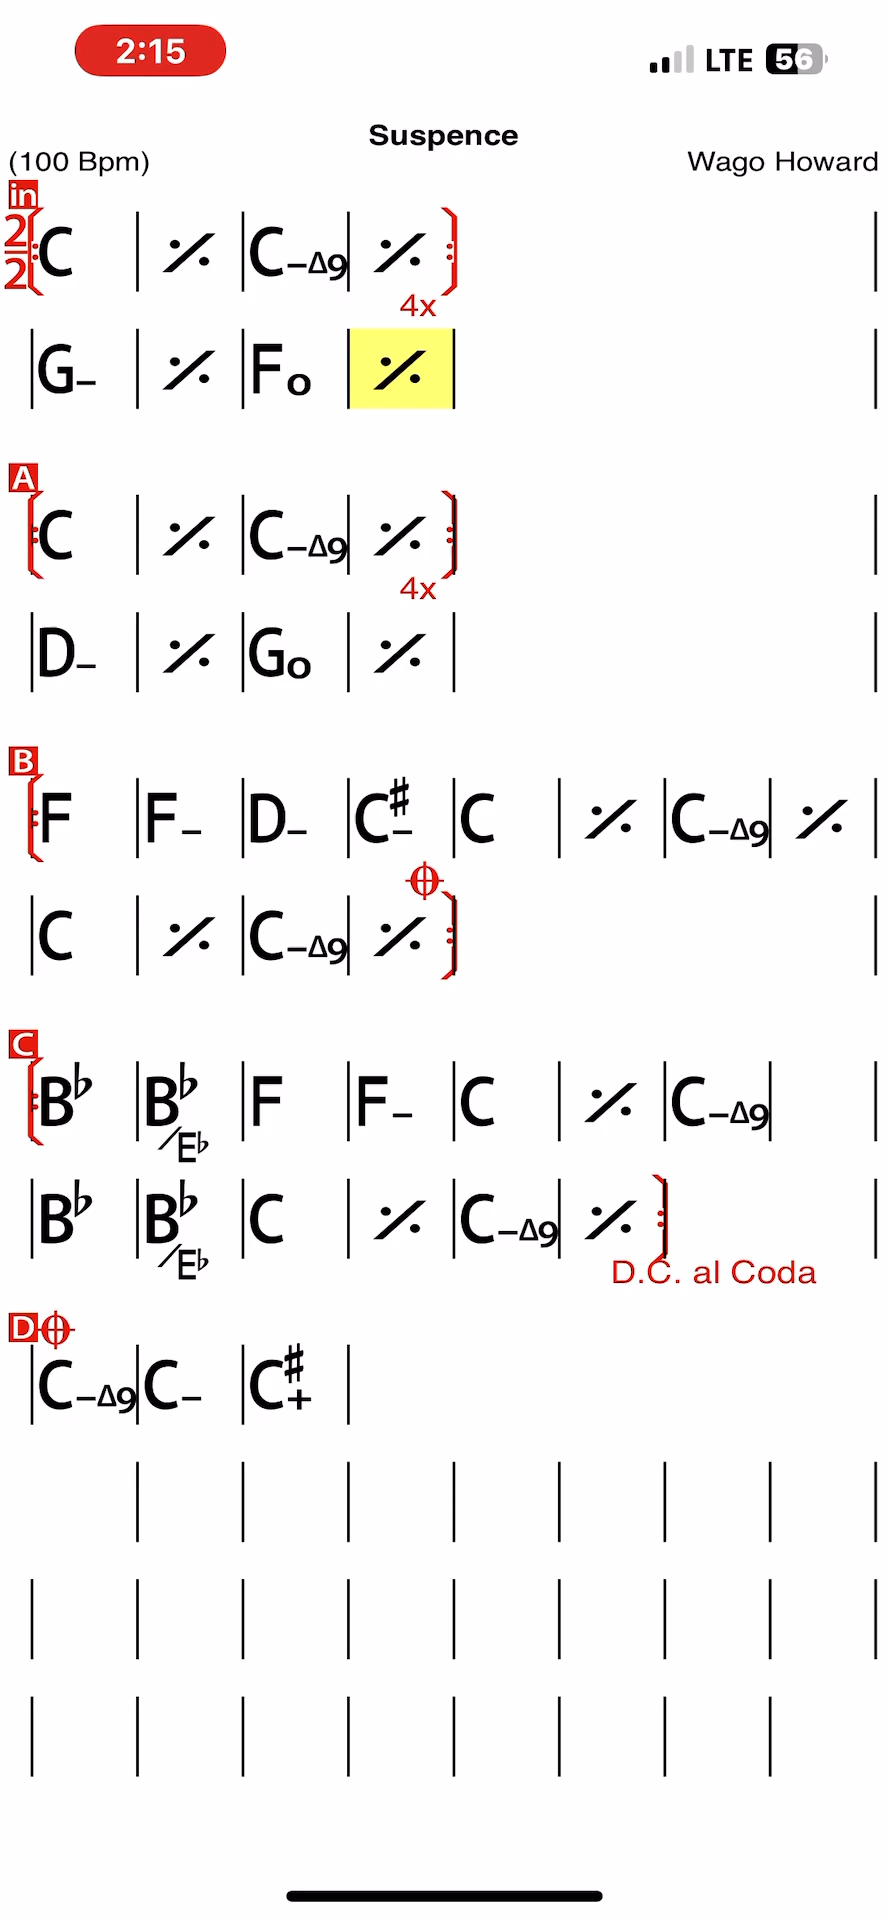 2:15 LTE 56
Suspence
(100 Bpm) Wago Howard
in
2/2 C | 𝄎 | C-Δ9 | 𝄎
4x
G- | 𝄎 | Fo | 𝄎
A
C | 𝄎 | C-Δ9 | 𝄎
4x
D- | 𝄎 | Go | 𝄎
B
F | F- | D- | C♯- | C | 𝄎 | C-Δ9 | 𝄎
C | 𝄎 | C-Δ9 | 𝄎
C
B♭ | B♭/E♭ | F | F- | C | 𝄎 | C-Δ9
B♭ | B♭/E♭ | C | 𝄎 | C-Δ9 | 𝄎
D.C. al Coda
D
C-Δ9 | C- | C♯+